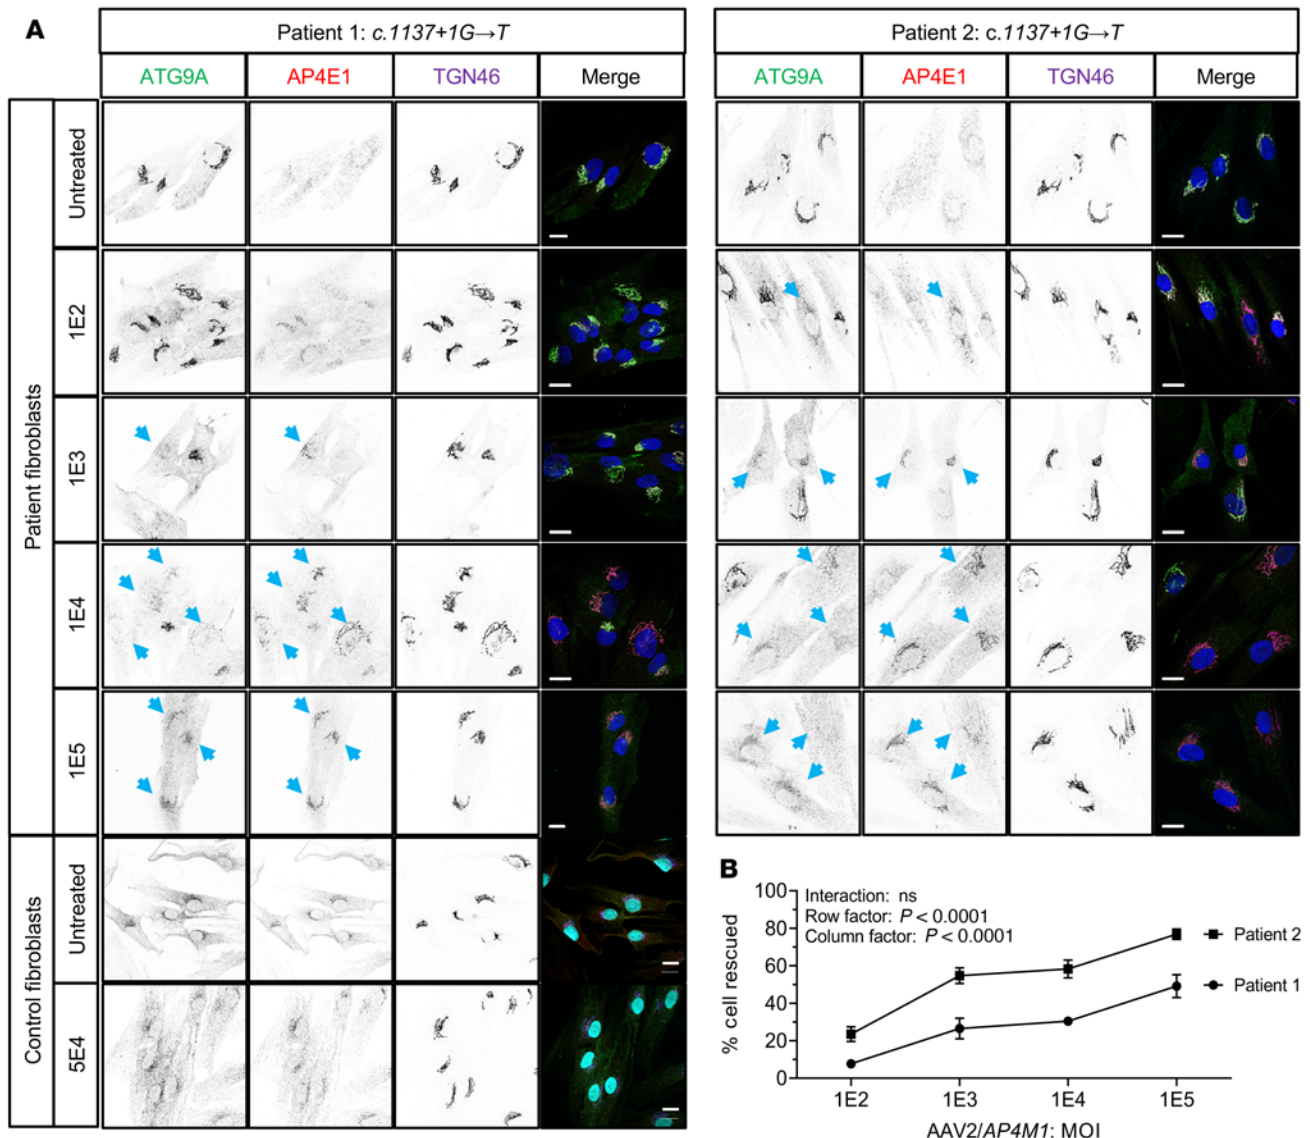 A
Patient 1: c.1137+1G→T
Patient 2: c.1137+1G→T
ATG9A AP4E1 TGN46 Merge
ATG9A AP4E1 TGN46 Merge
Patient fibroblasts
Untreated
1E2
1E3
1E4
1E5
Control fibroblasts
Untreated
5E4
B
Interaction: ns
Row factor: P < 0.0001
Column factor: P < 0.0001
% cell rescued
100
80
60
40
20
0
Patient 2
Patient 1
1E2 1E3 1E4 1E5
AAV2/AP4M1: MOI